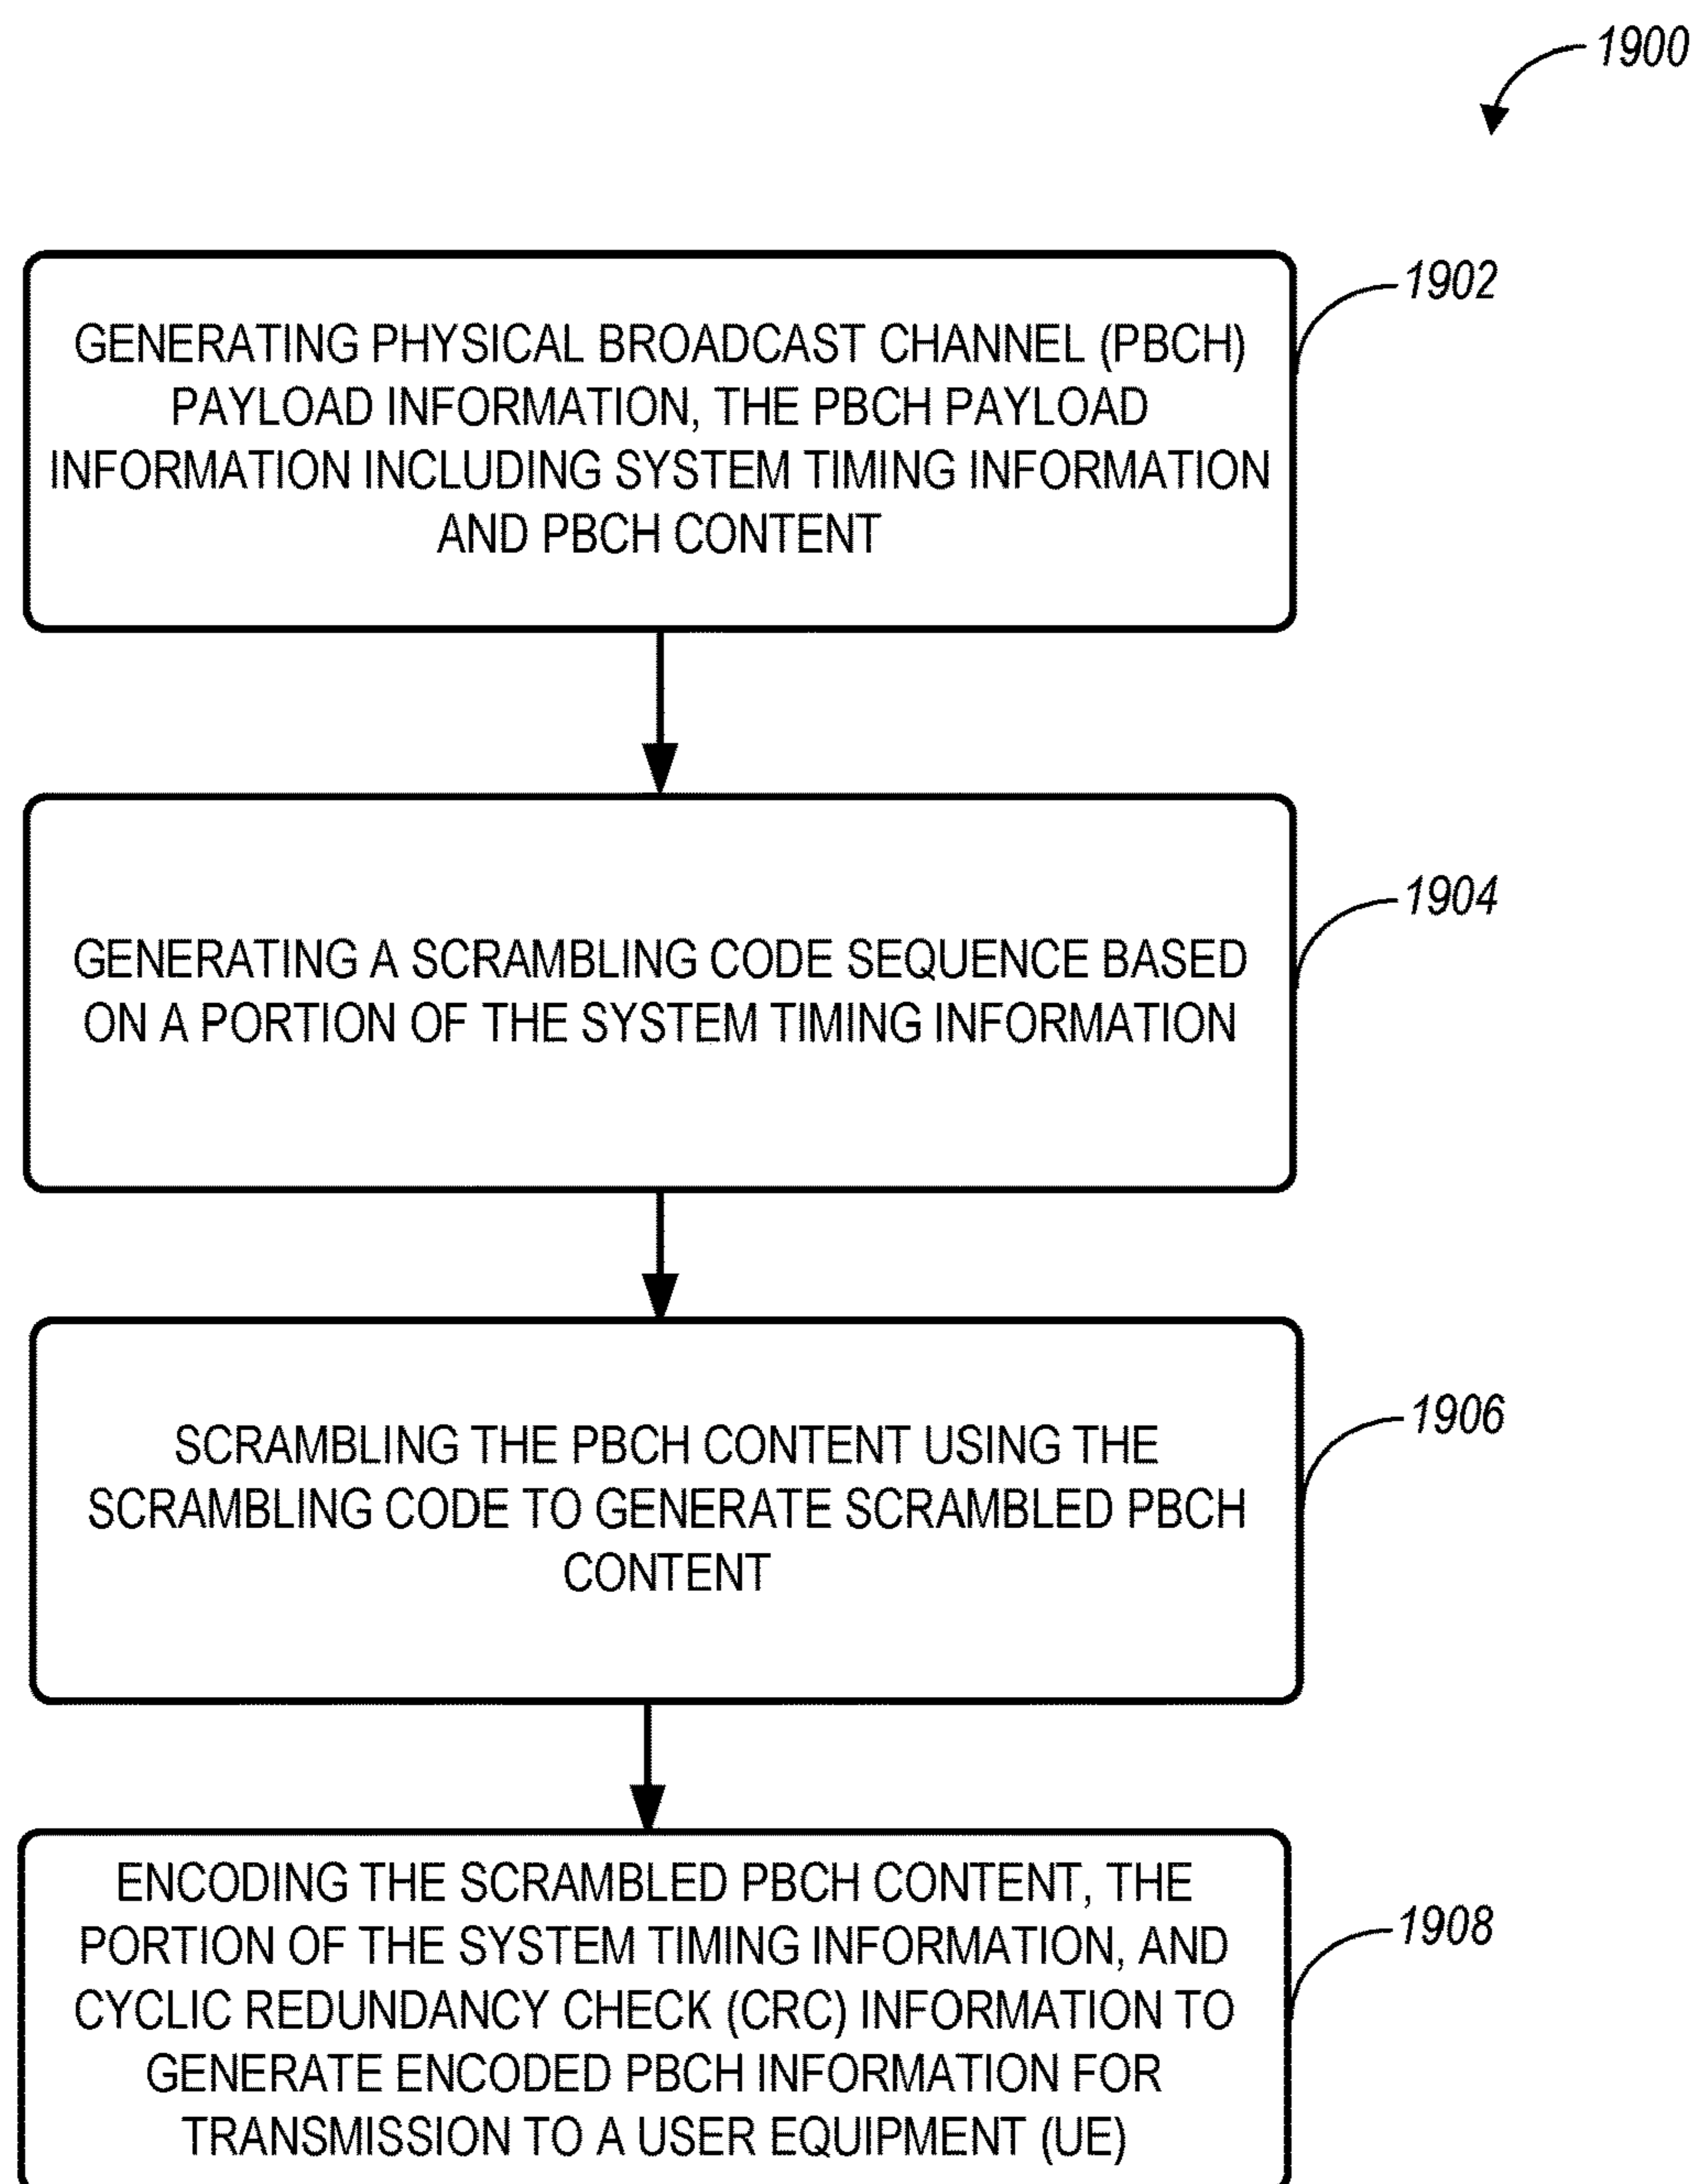 1900
1902
GENERATING PHYSICAL BROADCAST CHANNEL (PBCH)
PAYLOAD INFORMATION, THE PBCH PAYLOAD
INFORMATION INCLUDING SYSTEM TIMING INFORMATION
AND PBCH CONTENT
1904
GENERATING A SCRAMBLING CODE SEQUENCE BASED
ON A PORTION OF THE SYSTEM TIMING INFORMATION
1906
SCRAMBLING THE PBCH CONTENT USING THE
SCRAMBLING CODE TO GENERATE SCRAMBLED PBCH
CONTENT
1908
ENCODING THE SCRAMBLED PBCH CONTENT, THE
PORTION OF THE SYSTEM TIMING INFORMATION, AND
CYCLIC REDUNDANCY CHECK (CRC) INFORMATION TO
GENERATE ENCODED PBCH INFORMATION FOR
TRANSMISSION TO A USER EQUIPMENT (UE)